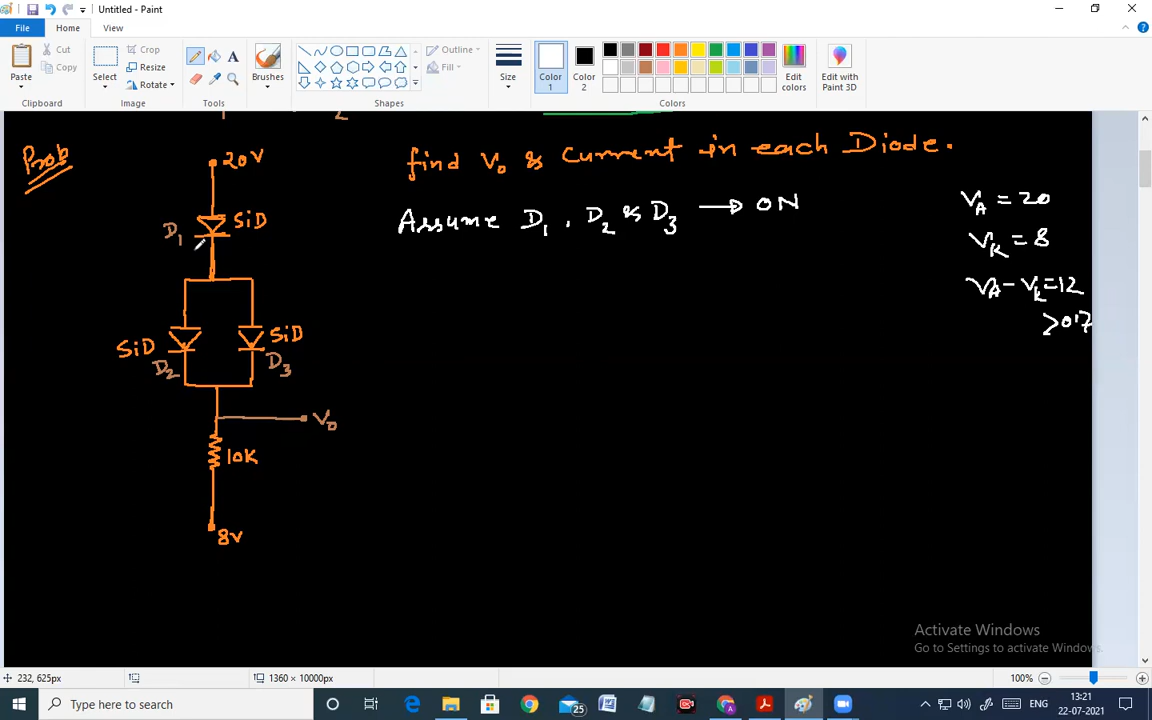 Untitled - Paint
File Home View
Paste Cut Copy Select Crop Resize Rotate Brushes Outline Fill Size Color 1 Color 2 Edit colors Edit with Paint 3D
Clipboard Image Tools Shapes Colors
1 2
Prob
20V
find V0 & Current in each Diode.
D1 SiD
Assume D1, D2 & D3 → ON
VA = 20
VK = 8
VA - VK = 12
>0.7
SiD D2
SiD D3
V0
10K
8V
Activate Windows
Go to Settings to activate Windows.
232, 625px 1360 × 10000px 100%
Type here to search
25
ENG
13:21
22-07-2021